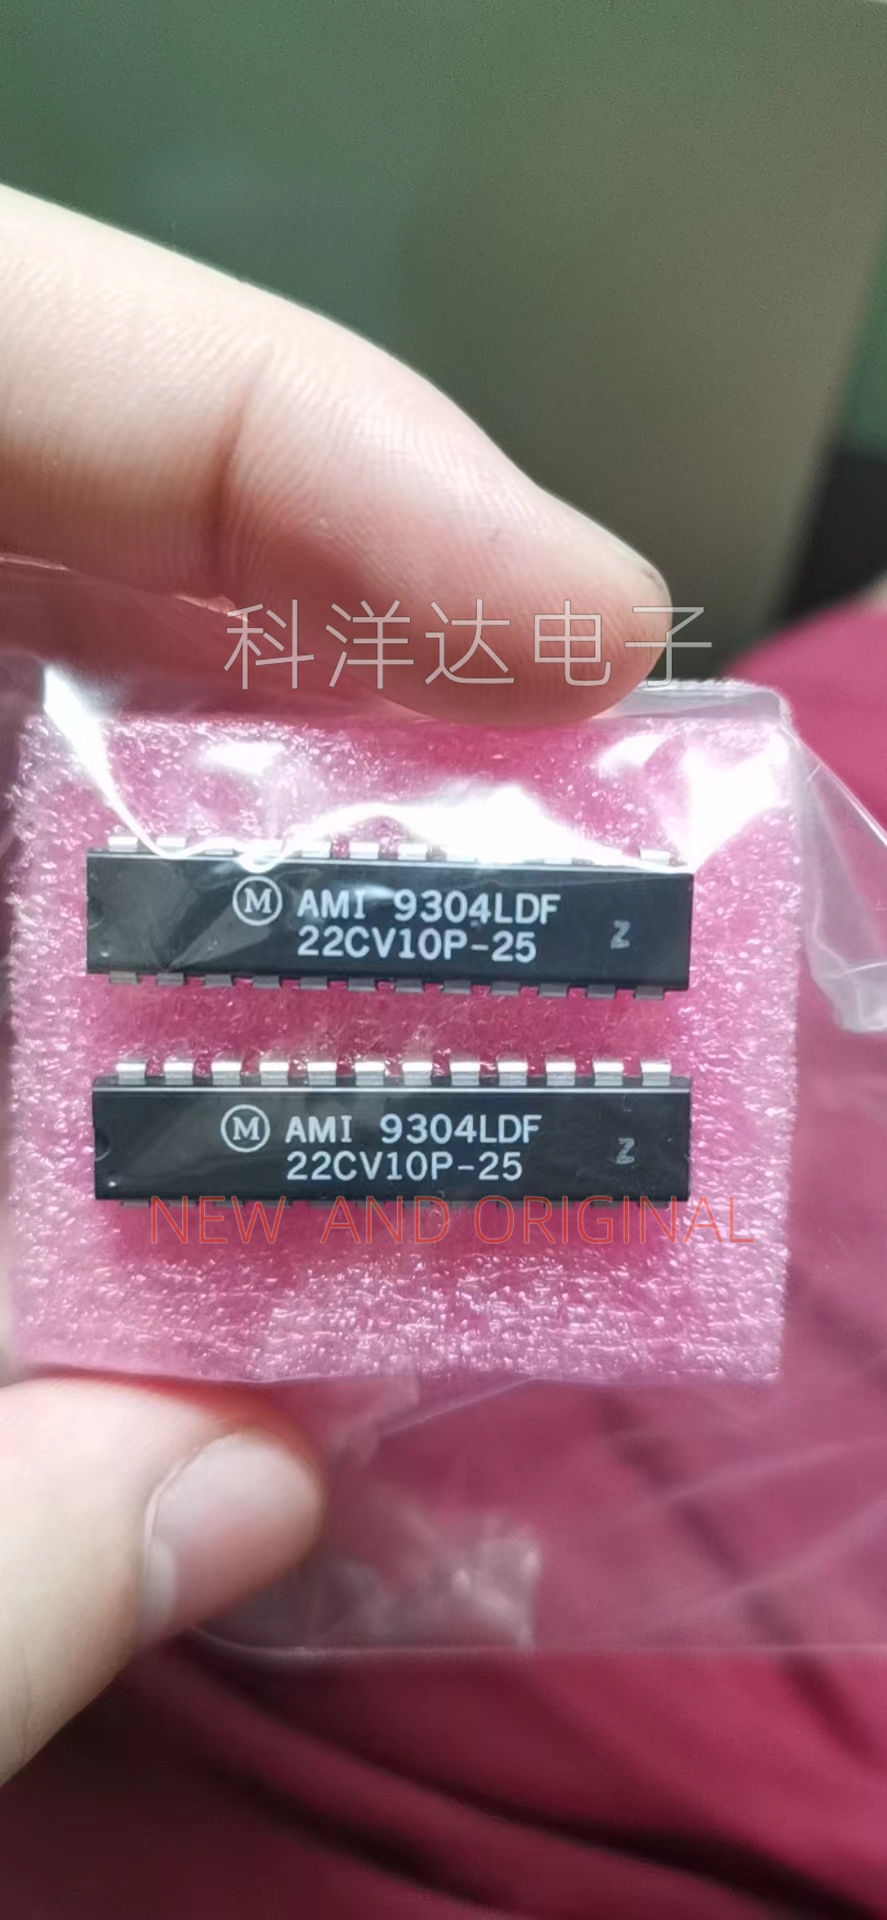 科洋达电子
Ⓜ AMI 9304LDF
22CV10P-25
Z
Ⓜ AMI 9304LDF
22CV10P-25
Z
NEW AND ORIGINAL